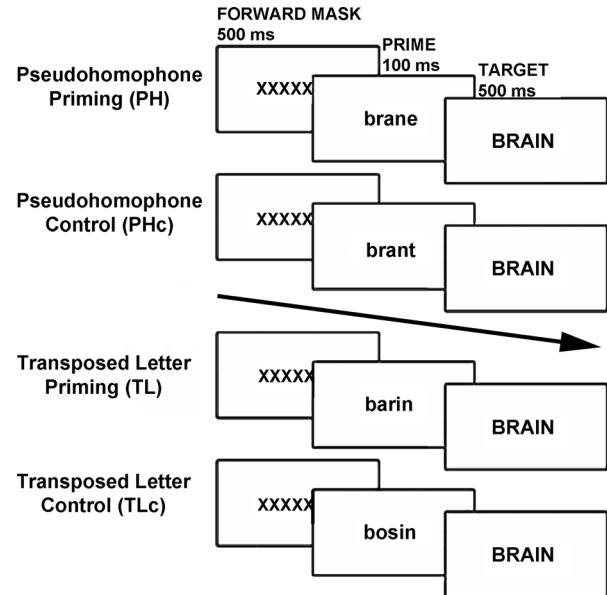 FORWARD MASK
500 ms
PRIME
100 ms
TARGET
500 ms
Pseudohomophone
Priming (PH)
XXXXX
brane
BRAIN
Pseudohomophone
Control (PHc)
XXXXX
brant
BRAIN
Transposed Letter
Priming (TL)
XXXXX
barin
BRAIN
Transposed Letter
Control (TLc)
XXXXX
bosin
BRAIN